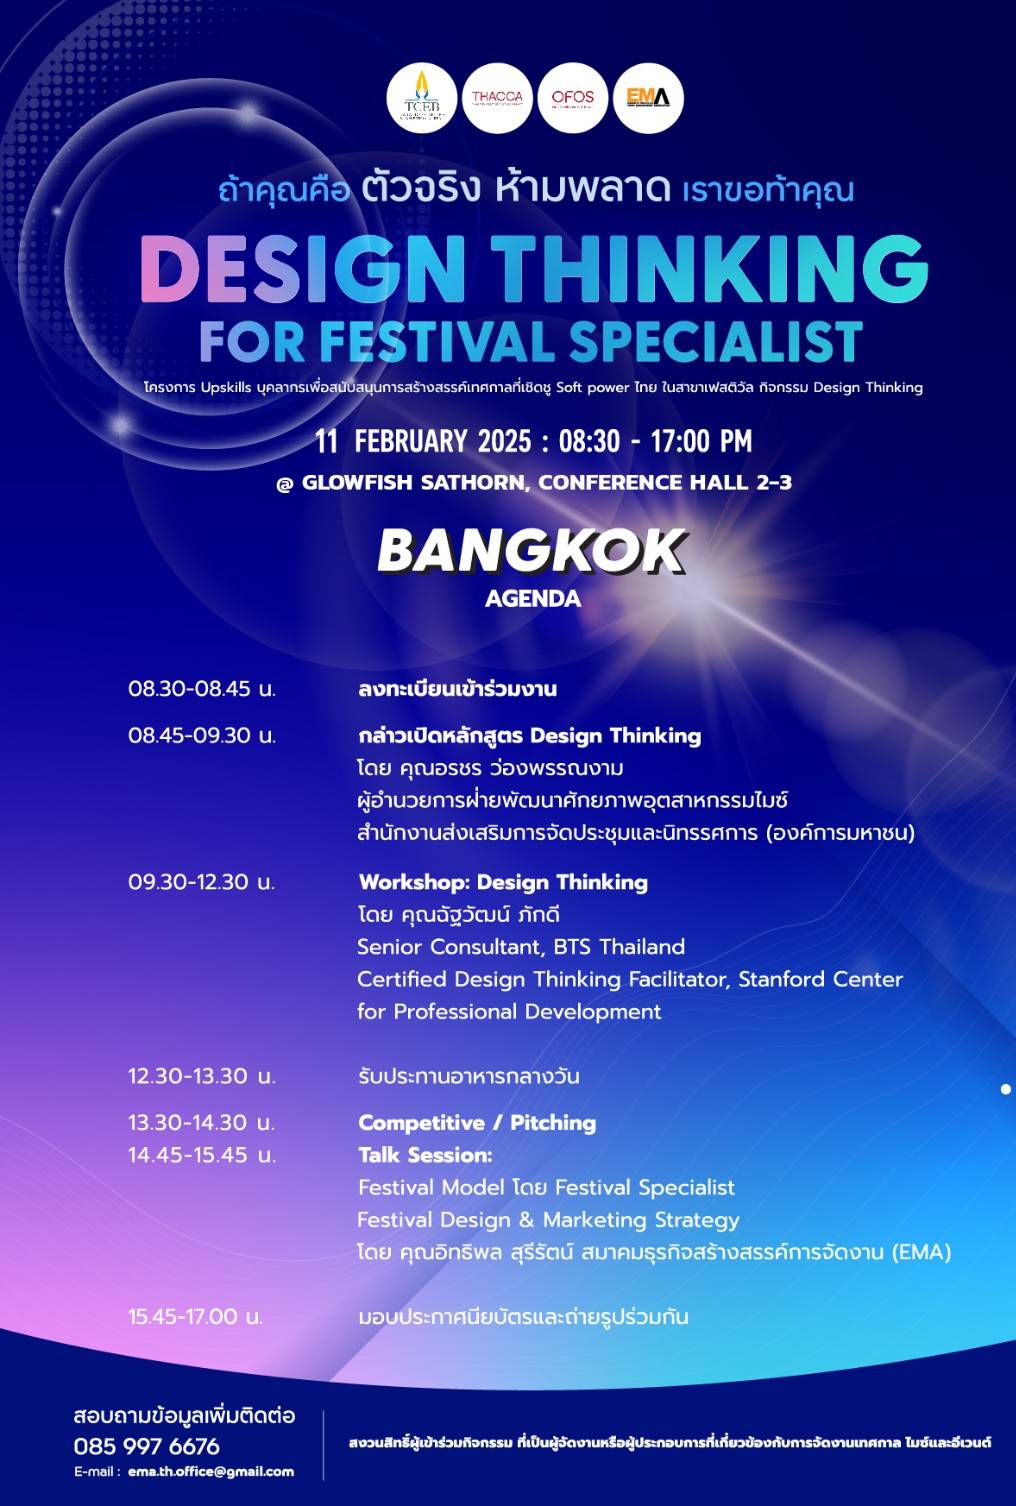 TCEB
THACCA
OFOS
EMA
ถ้าคุณคือ ตัวจริง ห้ามพลาด เราขอท้าคุณ
DESIGN THINKING
FOR FESTIVAL SPECIALIST
โครงการ Upskills บุคลากรเพื่อสนับสนุนการสร้างสรรค์เทศกาลที่เชิดชู Soft power ไทย ในสาขาเฟสติวัล กิจกรรม Design Thinking
11 FEBRUARY 2025 : 08:30 - 17:00 PM
@ GLOWFISH SATHORN, CONFERENCE HALL 2-3
BANGKOK
AGENDA
08.30-08.45 น. ลงทะเบียนเข้าร่วมงาน
08.45-09.30 น. กล่าวเปิดหลักสูตร Design Thinking
โดย คุณอรชร ว่องพรรณงาม
ผู้อำนวยการฝ่ายพัฒนาศักยภาพอุตสาหกรรมไมซ์
สำนักงานส่งเสริมการจัดประชุมและนิทรรศการ (องค์การมหาชน)
09.30-12.30 น. Workshop: Design Thinking
โดย คุณฉัฐวัฒน์ ภักดี
Senior Consultant, BTS Thailand
Certified Design Thinking Facilitator, Stanford Center
for Professional Development
12.30-13.30 น. รับประทานอาหารกลางวัน
13.30-14.30 น. Competitive / Pitching
14.45-15.45 น. Talk Session:
Festival Model โดย Festival Specialist
Festival Design & Marketing Strategy
โดย คุณอิทธิพล สุรีรัตน์ สมาคมธุรกิจสร้างสรรค์การจัดงาน (EMA)
15.45-17.00 น. มอบประกาศนียบัตรและถ่ายรูปร่วมกัน
สอบถามข้อมูลเพิ่มติดต่อ
085 997 6676
E-mail : ema.th.office@gmail.com
สงวนสิทธิ์ผู้เข้าร่วมกิจกรรม ที่เป็นผู้จัดงานหรือผู้ประกอบการที่เกี่ยวข้องกับการจัดงานเทศกาล ไมซ์และอีเวนต์